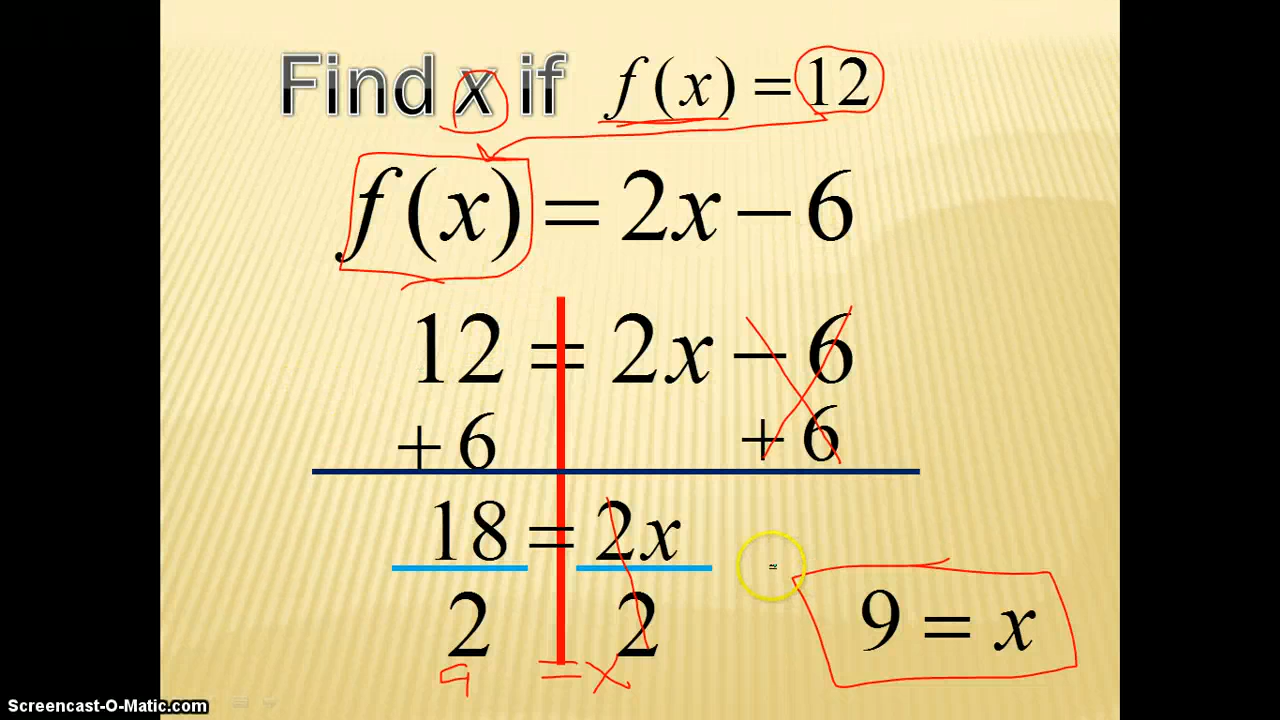 Find x if f(x) = 12
f(x) = 2x − 6
12 = 2x − 6
+ 6 + 6
18 = 2x
2 2
9 = x
9 = x
Screencast-O-Matic.com